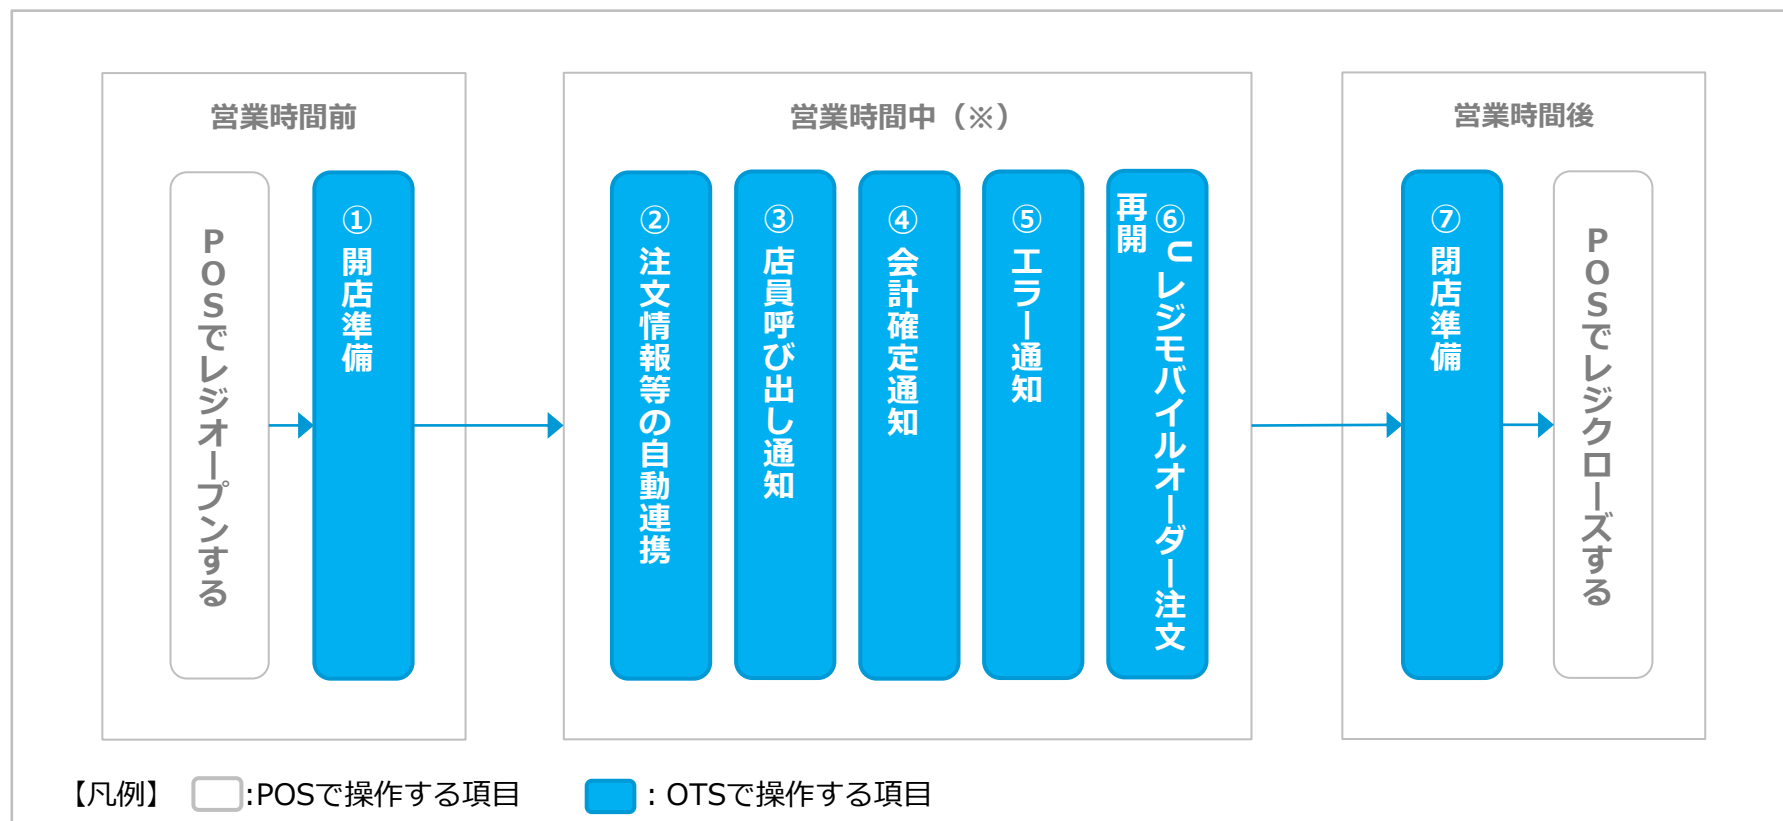 営業時間前
POSでレジオープンする
①開店準備
営業時間中（※）
②注文情報等の自動連携
③店員呼び出し通知
④会計確定通知
⑤エラー通知
⑥Uレジモバイルオーダー注文
再開
営業時間後
⑦閉店準備
POSでレジクローズする
【凡例】 :POSで操作する項目 : OTSで操作する項目